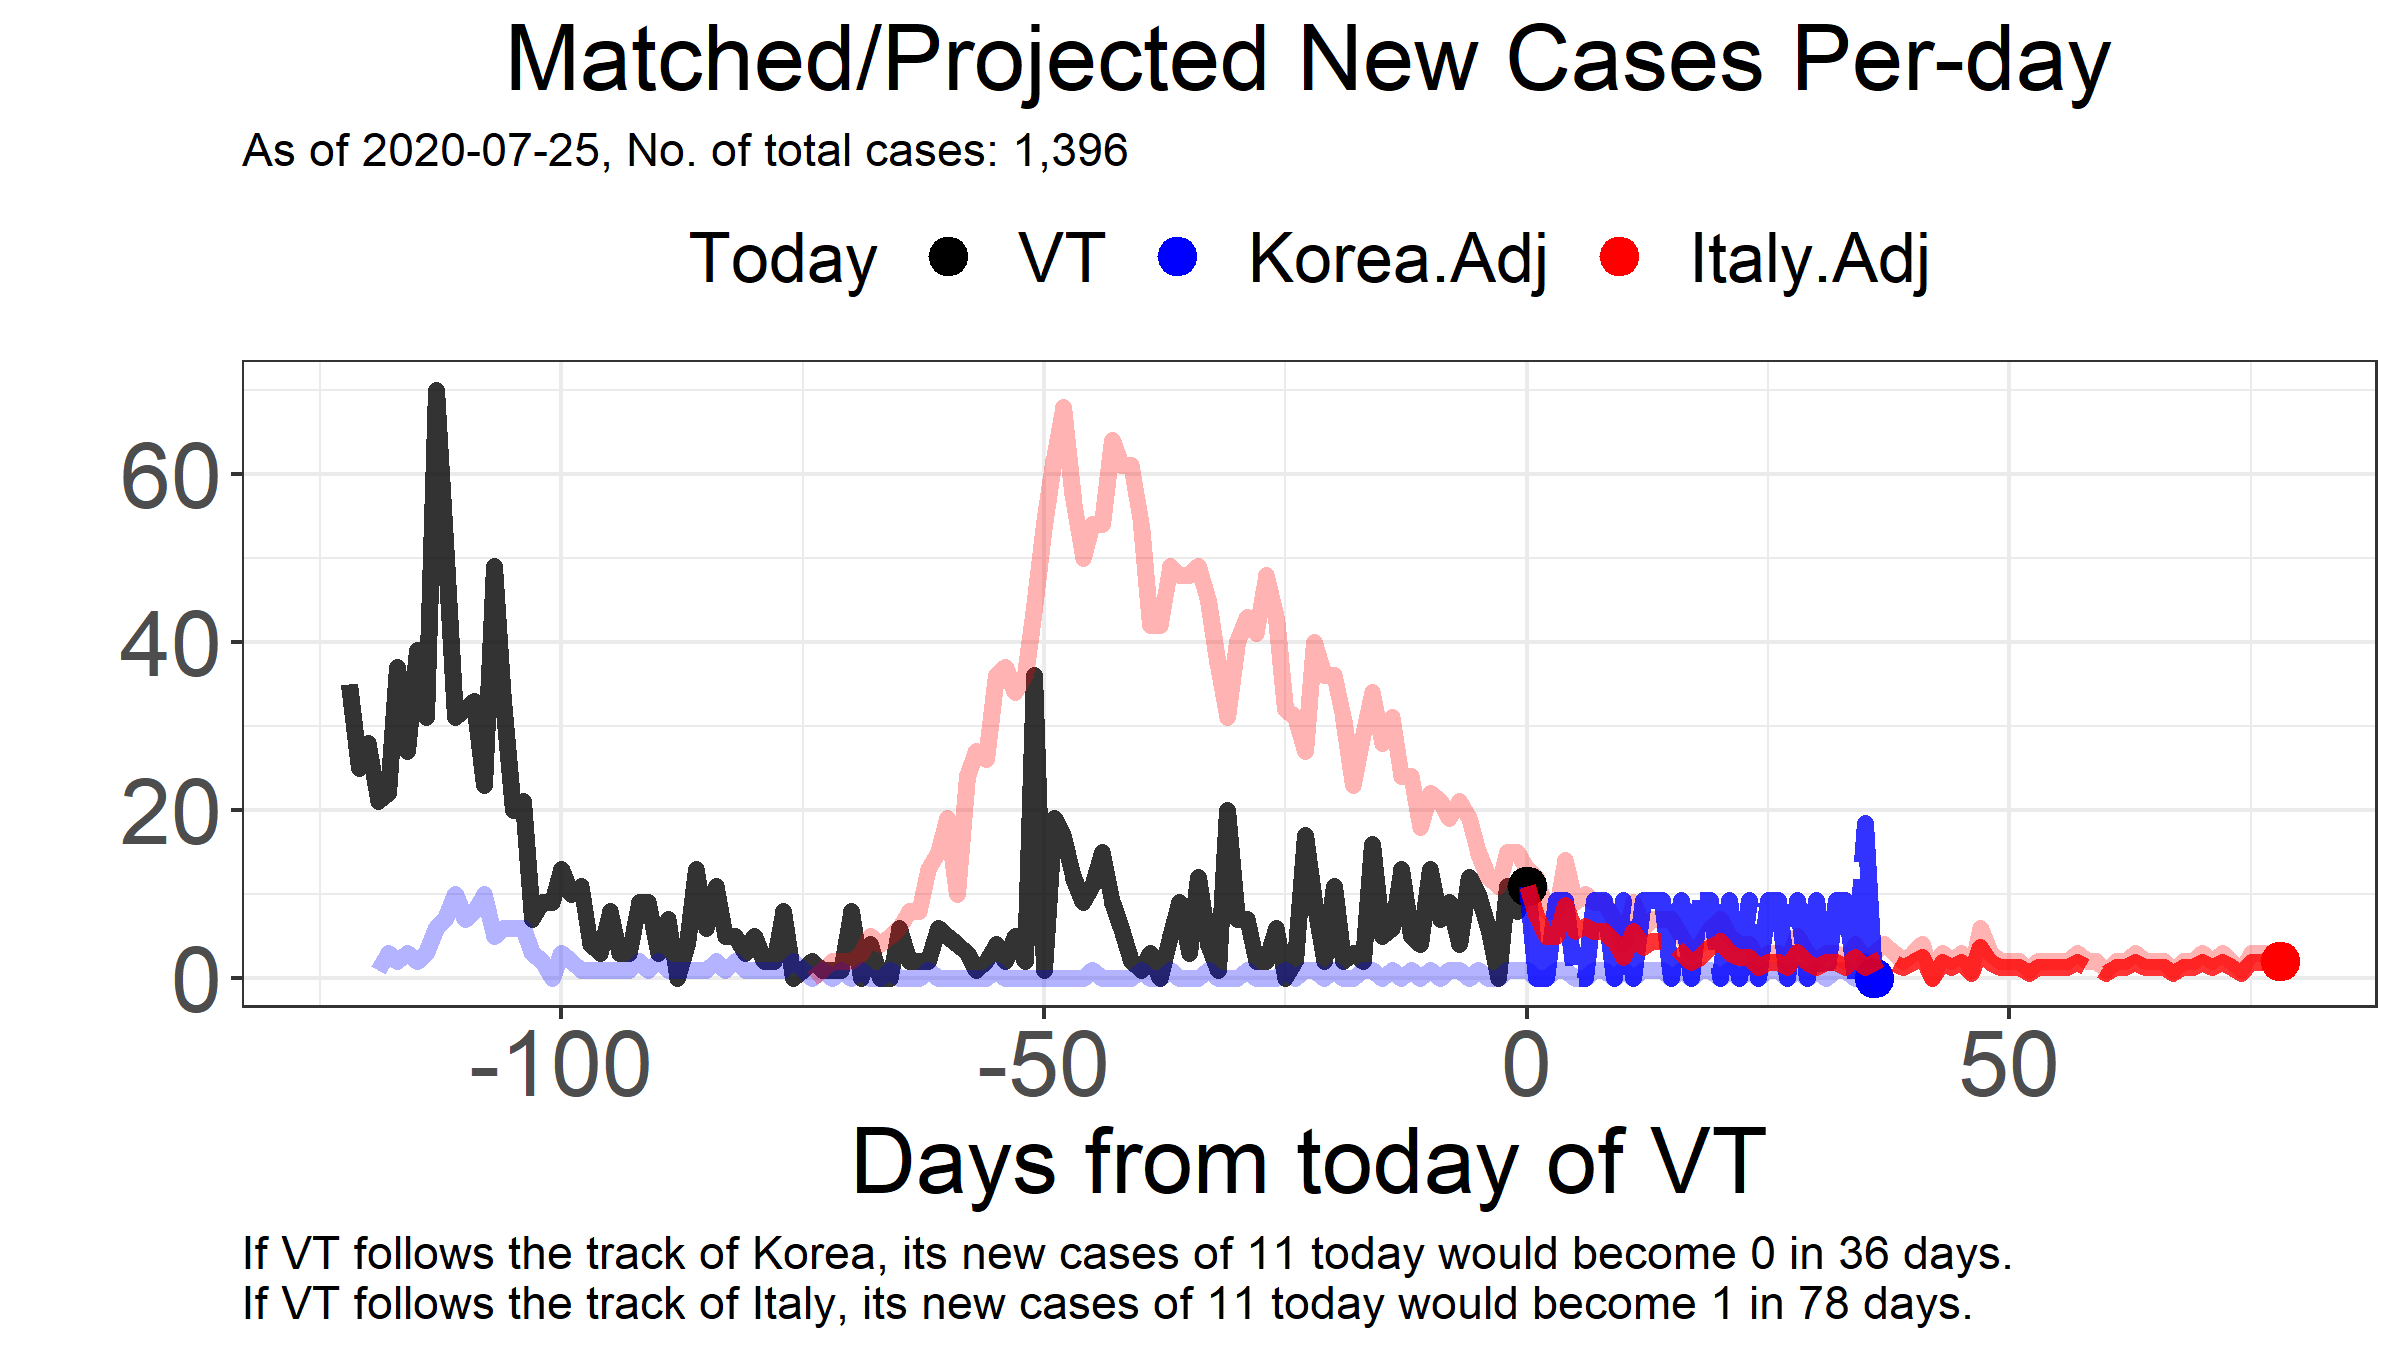 Matched/Projected New Cases Per-day
As of 2020-07-25, No. of total cases: 1,396
Today VT Korea.Adj Italy.Adj
60
40
20
0
-100 -50 0 50
Days from today of VT
If VT follows the track of Korea, its new cases of 11 today would become 0 in 36 days.
If VT follows the track of Italy, its new cases of 11 today would become 1 in 78 days.